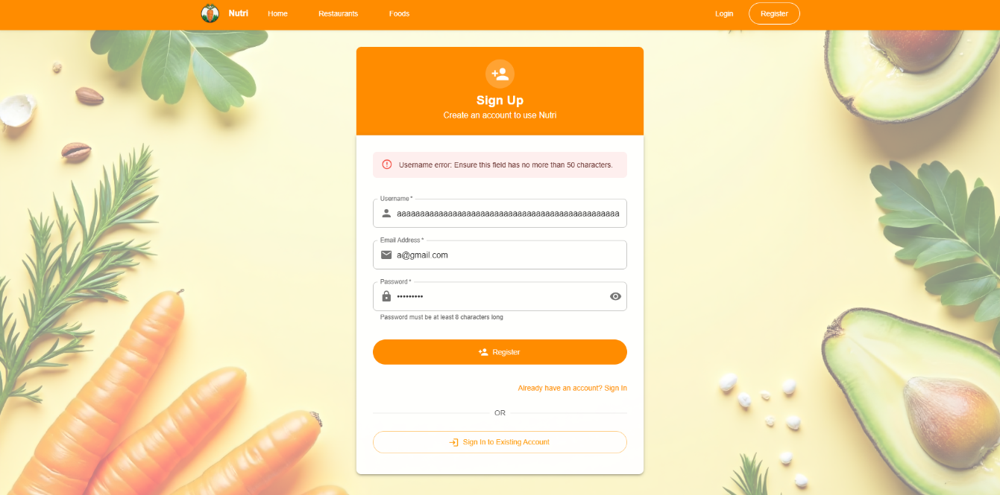 Nutri Home Restaurants Foods Login Register
Sign Up
Create an account to use Nutri
Username error: Ensure this field has no more than 50 characters.
Username *
aaaaaaaaaaaaaaaaaaaaaaaaaaaaaaaaaaaaaaaaaaaaaaaa
Email Address *
a@gmail.com
Password *
•••••••••
Password must be at least 8 characters long
Register
Already have an account? Sign In
OR
Sign In to Existing Account